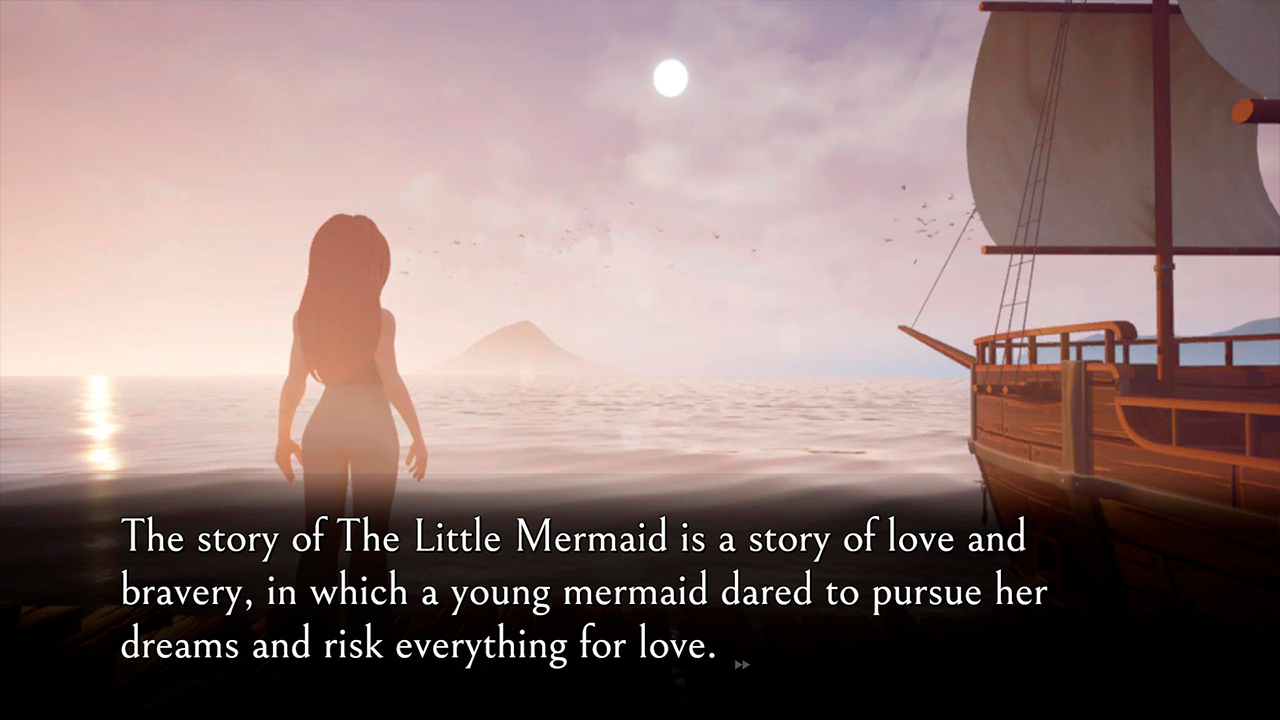 The story of The Little Mermaid is a story of love and
bravery, in which a young mermaid dared to pursue her
dreams and risk everything for love.